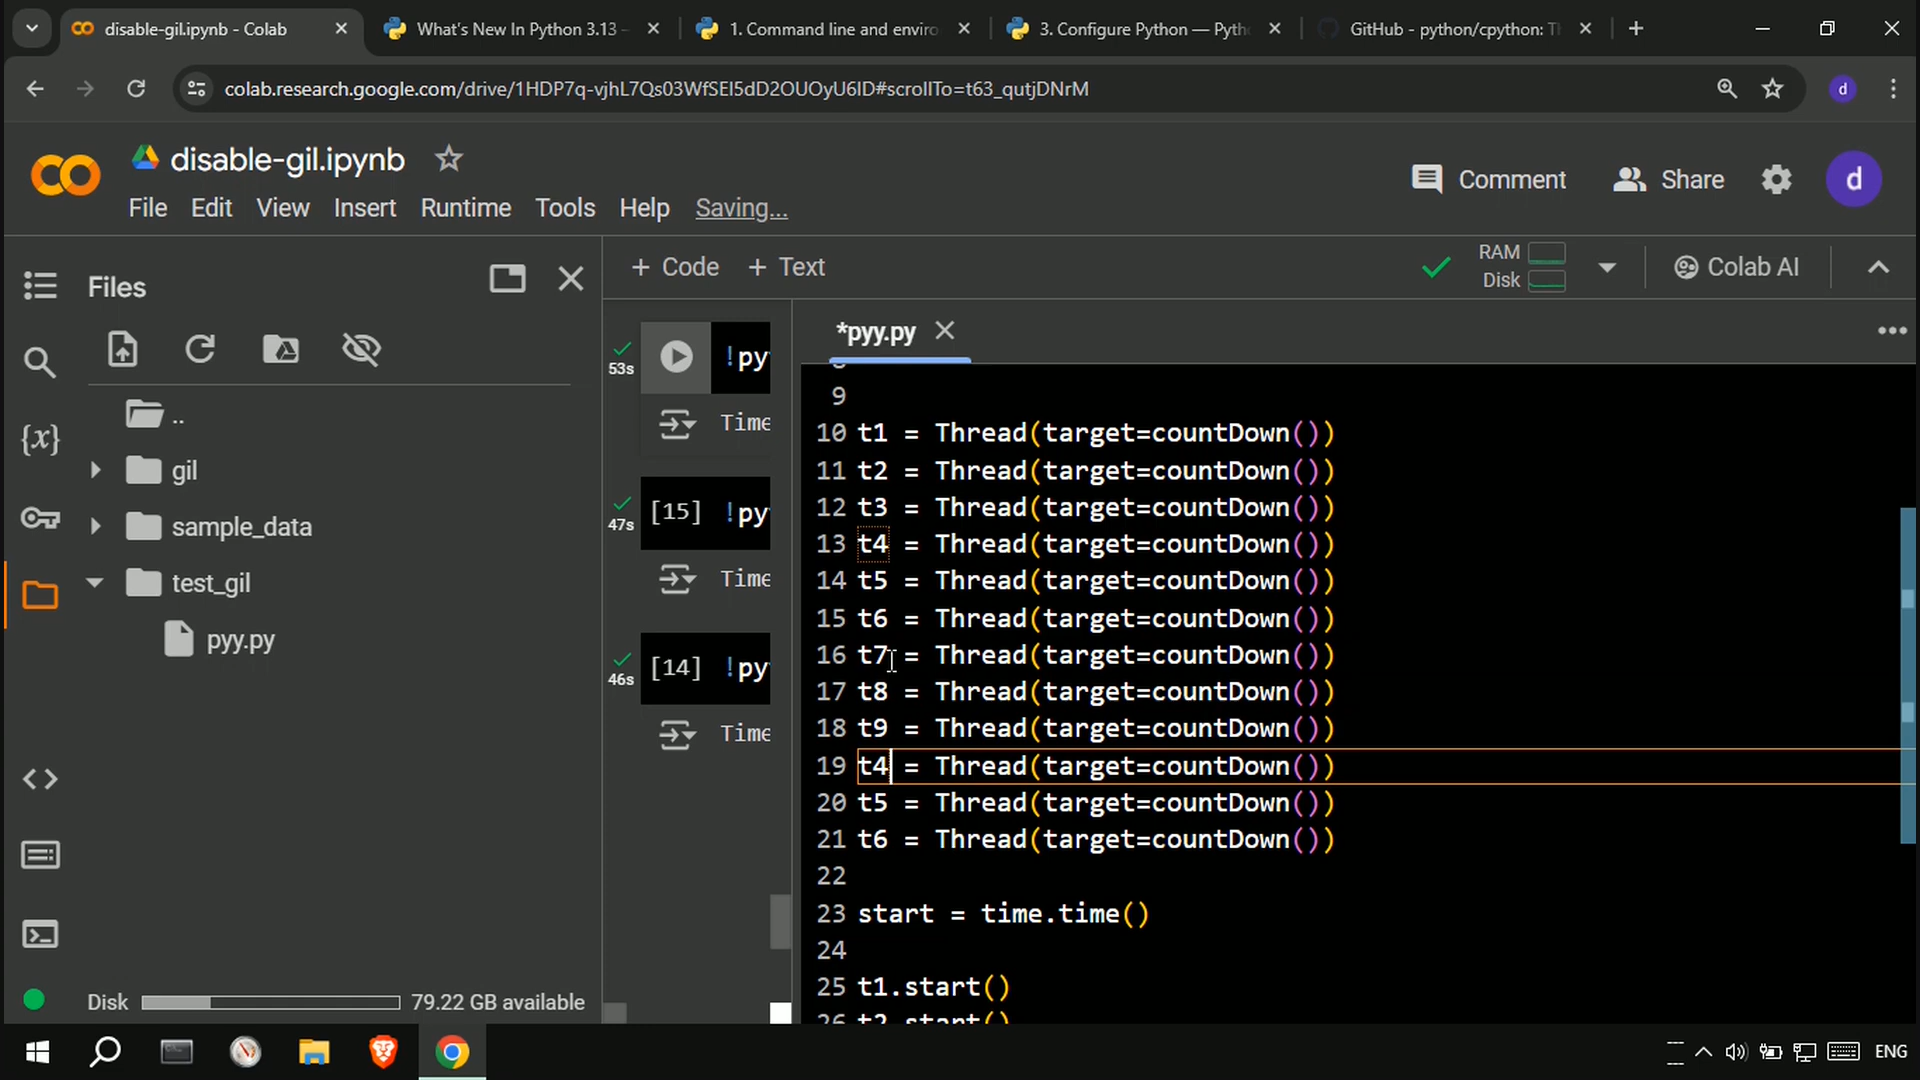 disable-gil.ipynb - Colab
What's New In Python 3.13 —
1. Command line and enviro
3. Configure Python — Pyth
GitHub - python/cpython: Th
colab.research.google.com/drive/1HDP7q-vjhL7Qs03WfSEI5dD2OUOyU6ID#scrollTo=t63_qutjDNrM
d
disable-gil.ipynb
File Edit View Insert Runtime Tools Help Saving...
Comment
Share
d
Files
+ Code + Text
RAM
Disk
Colab AI
..
gil
sample_data
test_gil
pyy.py
{x}
53s
!py
Time
47s
[15] !py
Time
46s
[14] !py
Time
*pyy.py
9
10 t1 = Thread(target=countDown())
11 t2 = Thread(target=countDown())
12 t3 = Thread(target=countDown())
13 t4 = Thread(target=countDown())
14 t5 = Thread(target=countDown())
15 t6 = Thread(target=countDown())
16 t7 = Thread(target=countDown())
17 t8 = Thread(target=countDown())
18 t9 = Thread(target=countDown())
19 t4 = Thread(target=countDown())
20 t5 = Thread(target=countDown())
21 t6 = Thread(target=countDown())
22
23 start = time.time()
24
25 t1.start()
26 t2.start()
Disk 79.22 GB available
ENG